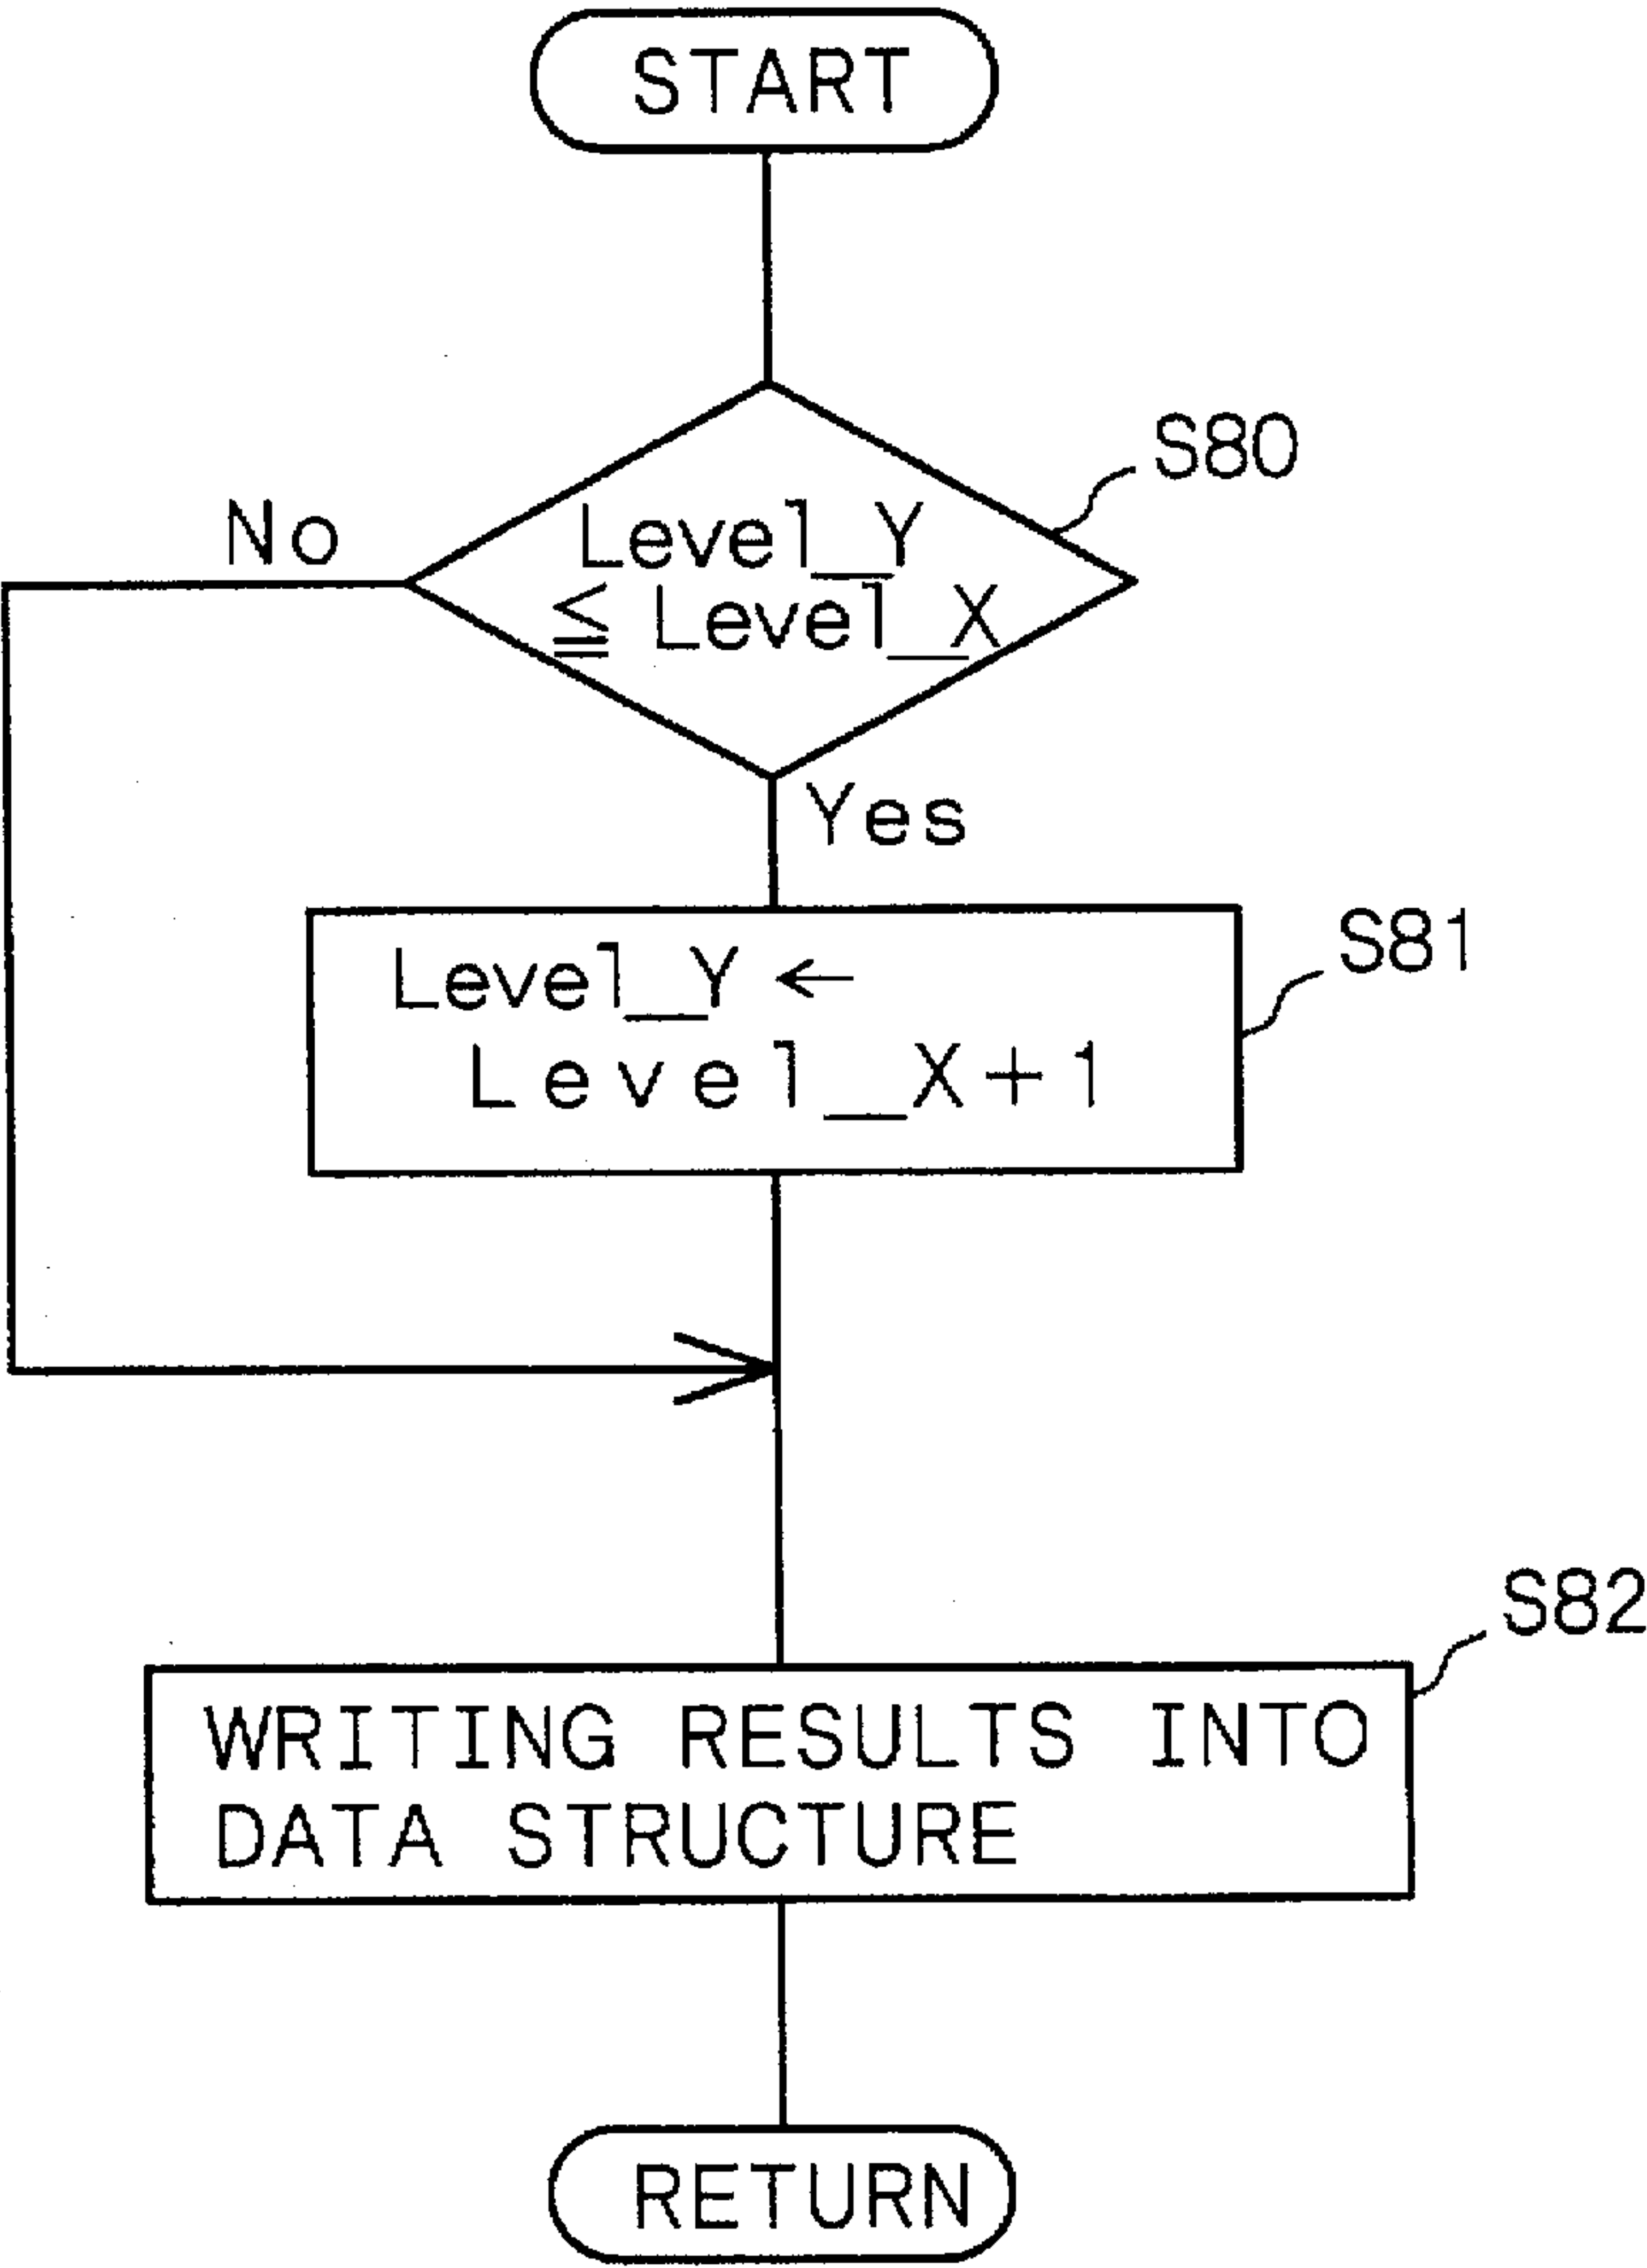 START
S80
No
Level_Y
≦ Level_X
Yes
S81
Level_Y ←
Level_X+1
S82
WRITING RESULTS INTO
DATA STRUCTURE
RETURN